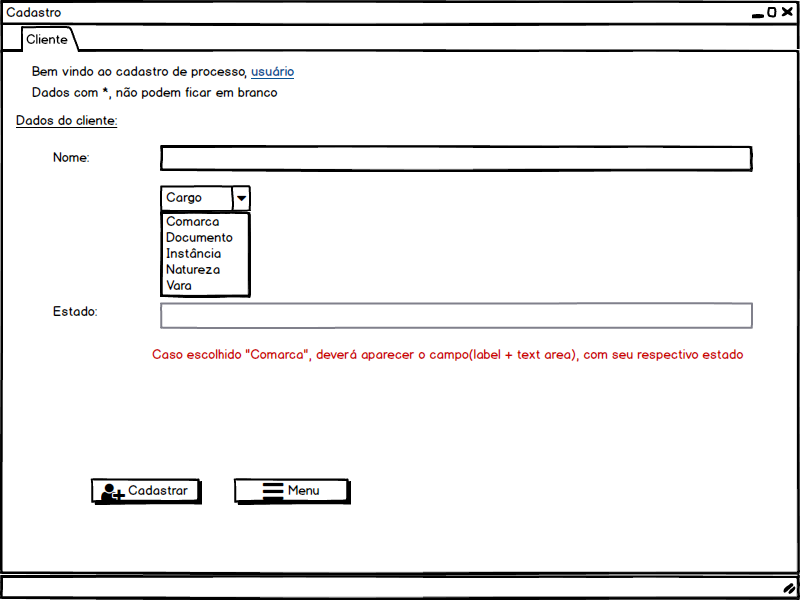 Cadastro
Cliente
Bem vindo ao cadastro de processo, usuário
Dados com *, não podem ficar em branco
Dados do cliente:
Nome:
Cargo
Comarca
Documento
Instância
Natureza
Vara
Estado:
Caso escolhido "Comarca", deverá aparecer o campo(label + text area), com seu respectivo estado
Cadastrar
Menu